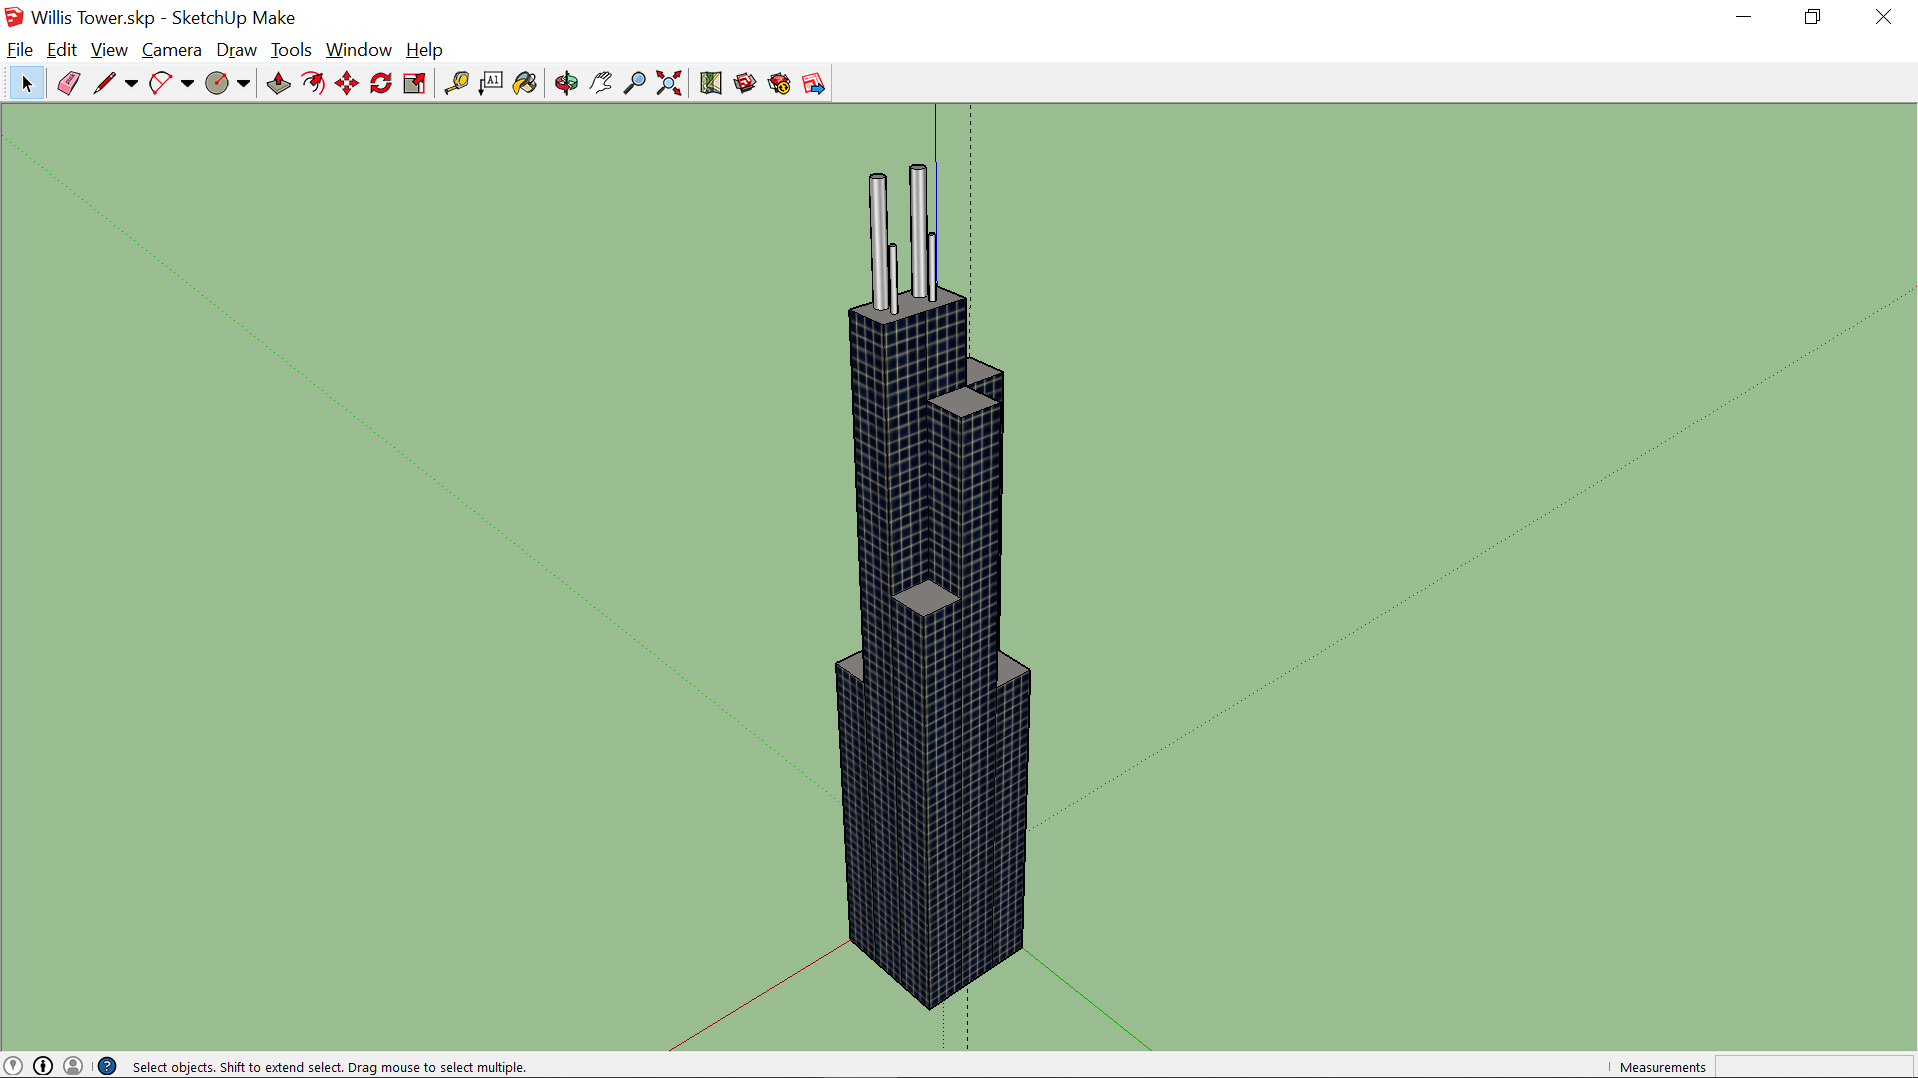 Willis Tower.skp - SketchUp Make
File Edit View Camera Draw Tools Window Help
A1
Select objects. Shift to extend select. Drag mouse to select multiple.
Measurements